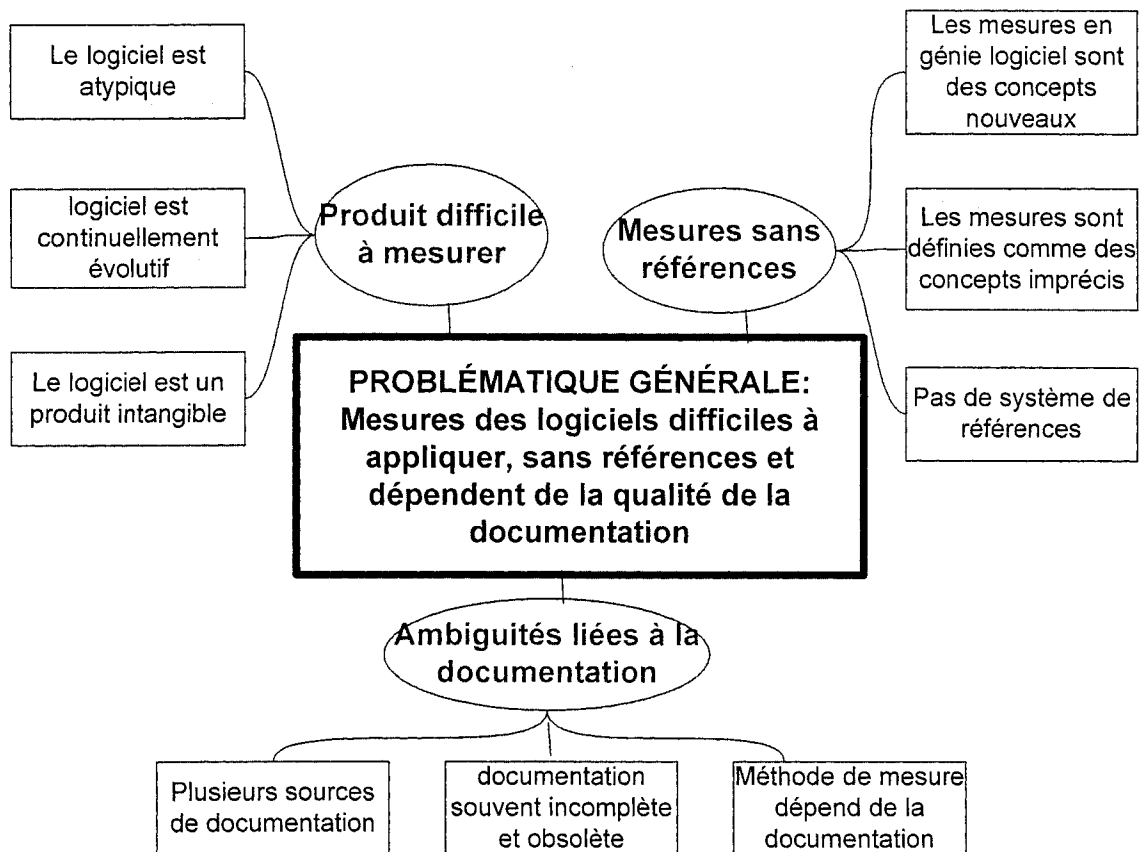 Le logiciel est
atypique
logiciel est
continuellement
évolutif
Le logiciel est un
produit intangible
Produit difficile
à mesurer
Mesures sans
références
Les mesures en
génie logiciel sont
des concepts
nouveaux
Les mesures sont
définies comme des
concepts imprécis
Pas de système de
références
PROBLÉMATIQUE GÉNÉRALE:
Mesures des logiciels difficiles à
appliquer, sans références et
dépendent de la qualité de la
documentation
Ambiguités liées à la
documentation
Plusieurs sources
de documentation
documentation
souvent incomplète
et obsolète
Méthode de mesure
dépend de la
documentation